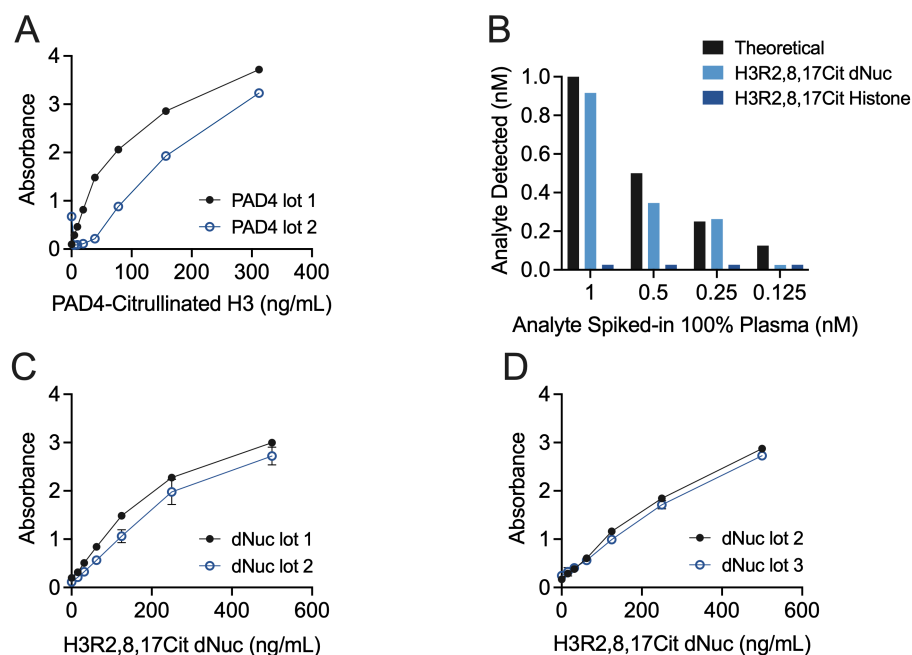 A
Absorbance
4
3
2
1
0
0 100 200 300 400
PAD4-Citrullinated H3 (ng/mL)
PAD4 lot 1
PAD4 lot 2
B
Theoretical
H3R2,8,17Cit dNuc
H3R2,8,17Cit Histone
Analyte Detected (nM)
1.0
0.8
0.6
0.4
0.2
0.0
1 0.5 0.25 0.125
Analyte Spiked-in 100% Plasma (nM)
C
Absorbance
4
3
2
1
0
0 200 400 600
H3R2,8,17Cit dNuc (ng/mL)
dNuc lot 1
dNuc lot 2
D
Absorbance
4
3
2
1
0
0 200 400 600
H3R2,8,17Cit dNuc (ng/mL)
dNuc lot 2
dNuc lot 3